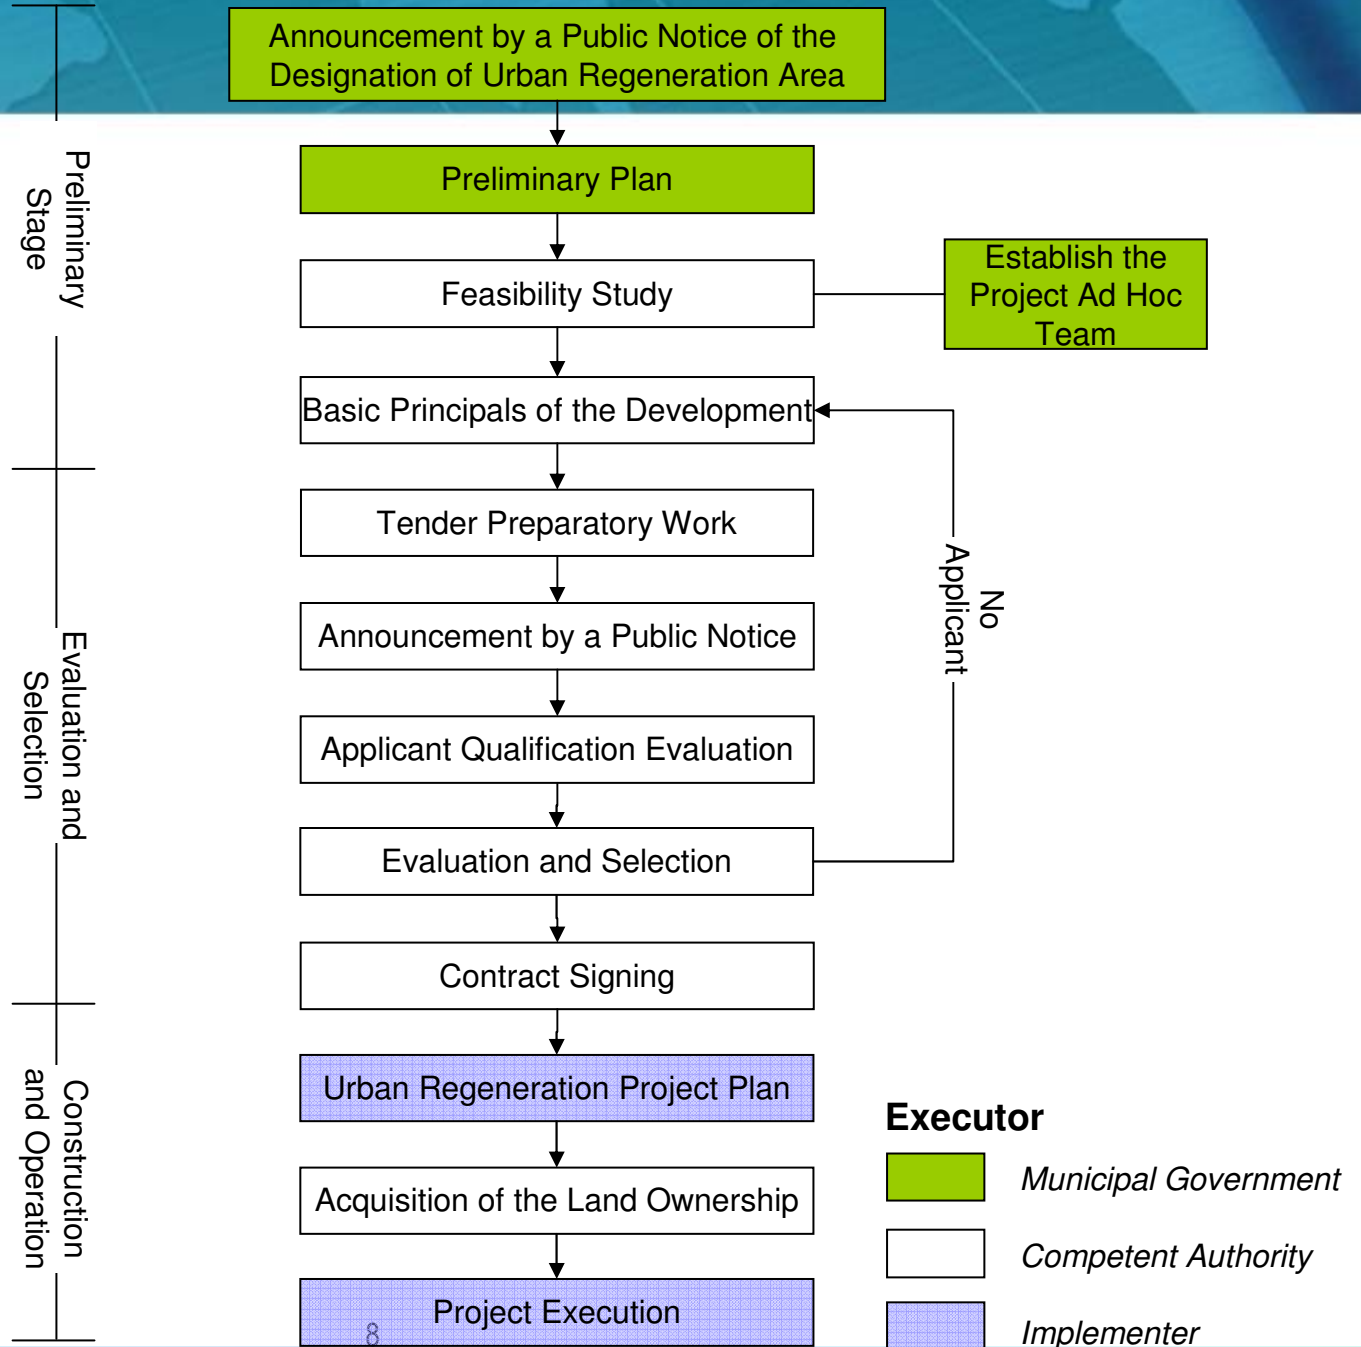 Announcement by a Public Notice of the
Designation of Urban Regeneration Area
Preliminary
Stage
Preliminary Plan
Feasibility Study
Establish the
Project Ad Hoc
Team
Basic Principals of the Development
Tender Preparatory Work
No
Applicant
Evaluation and
Selection
Announcement by a Public Notice
Applicant Qualification Evaluation
Evaluation and Selection
Contract Signing
Construction
and Operation
Urban Regeneration Project Plan
Acquisition of the Land Ownership
Project Execution
8
Executor
Municipal Government
Competent Authority
Implementer